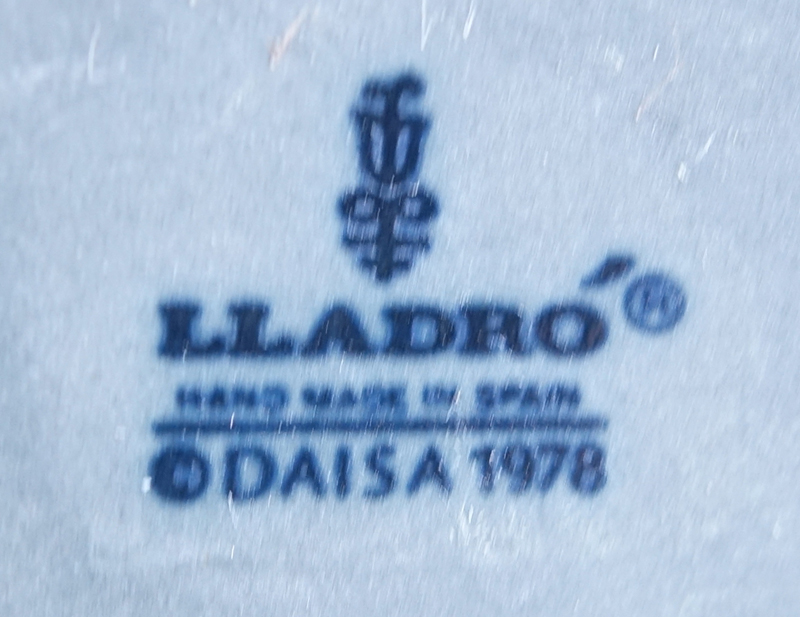 LLADRÓ ®
HAND MADE IN SPAIN
© DAISA 1978